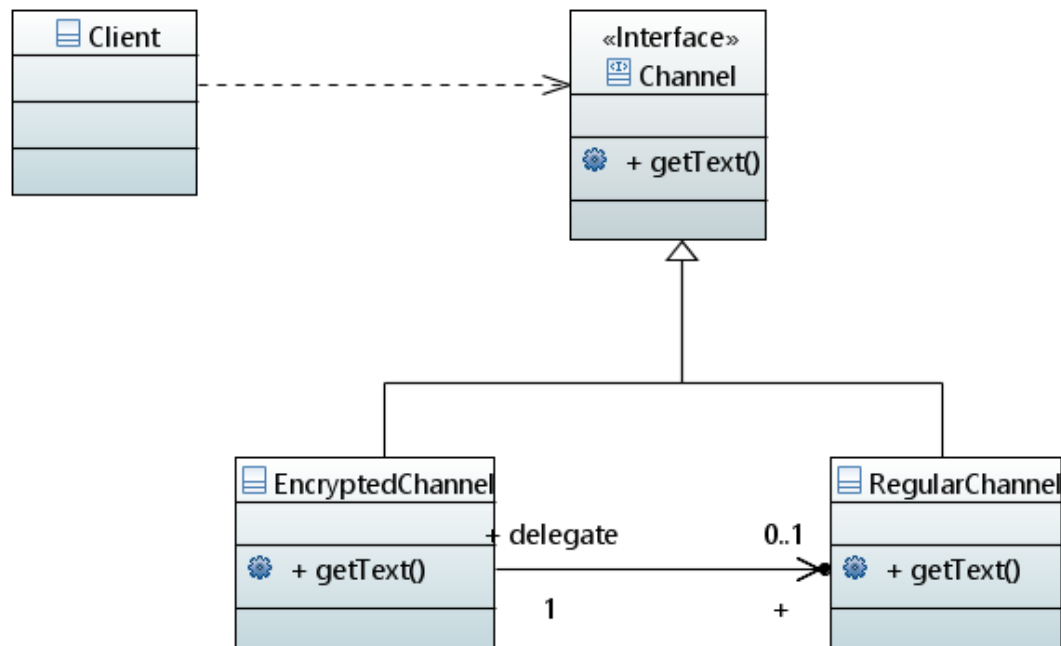 Client
«Interface»
Channel
+ getText()
EncryptedChannel
RegularChannel
+ delegate
0..1
+ getText()
+ getText()
1
+